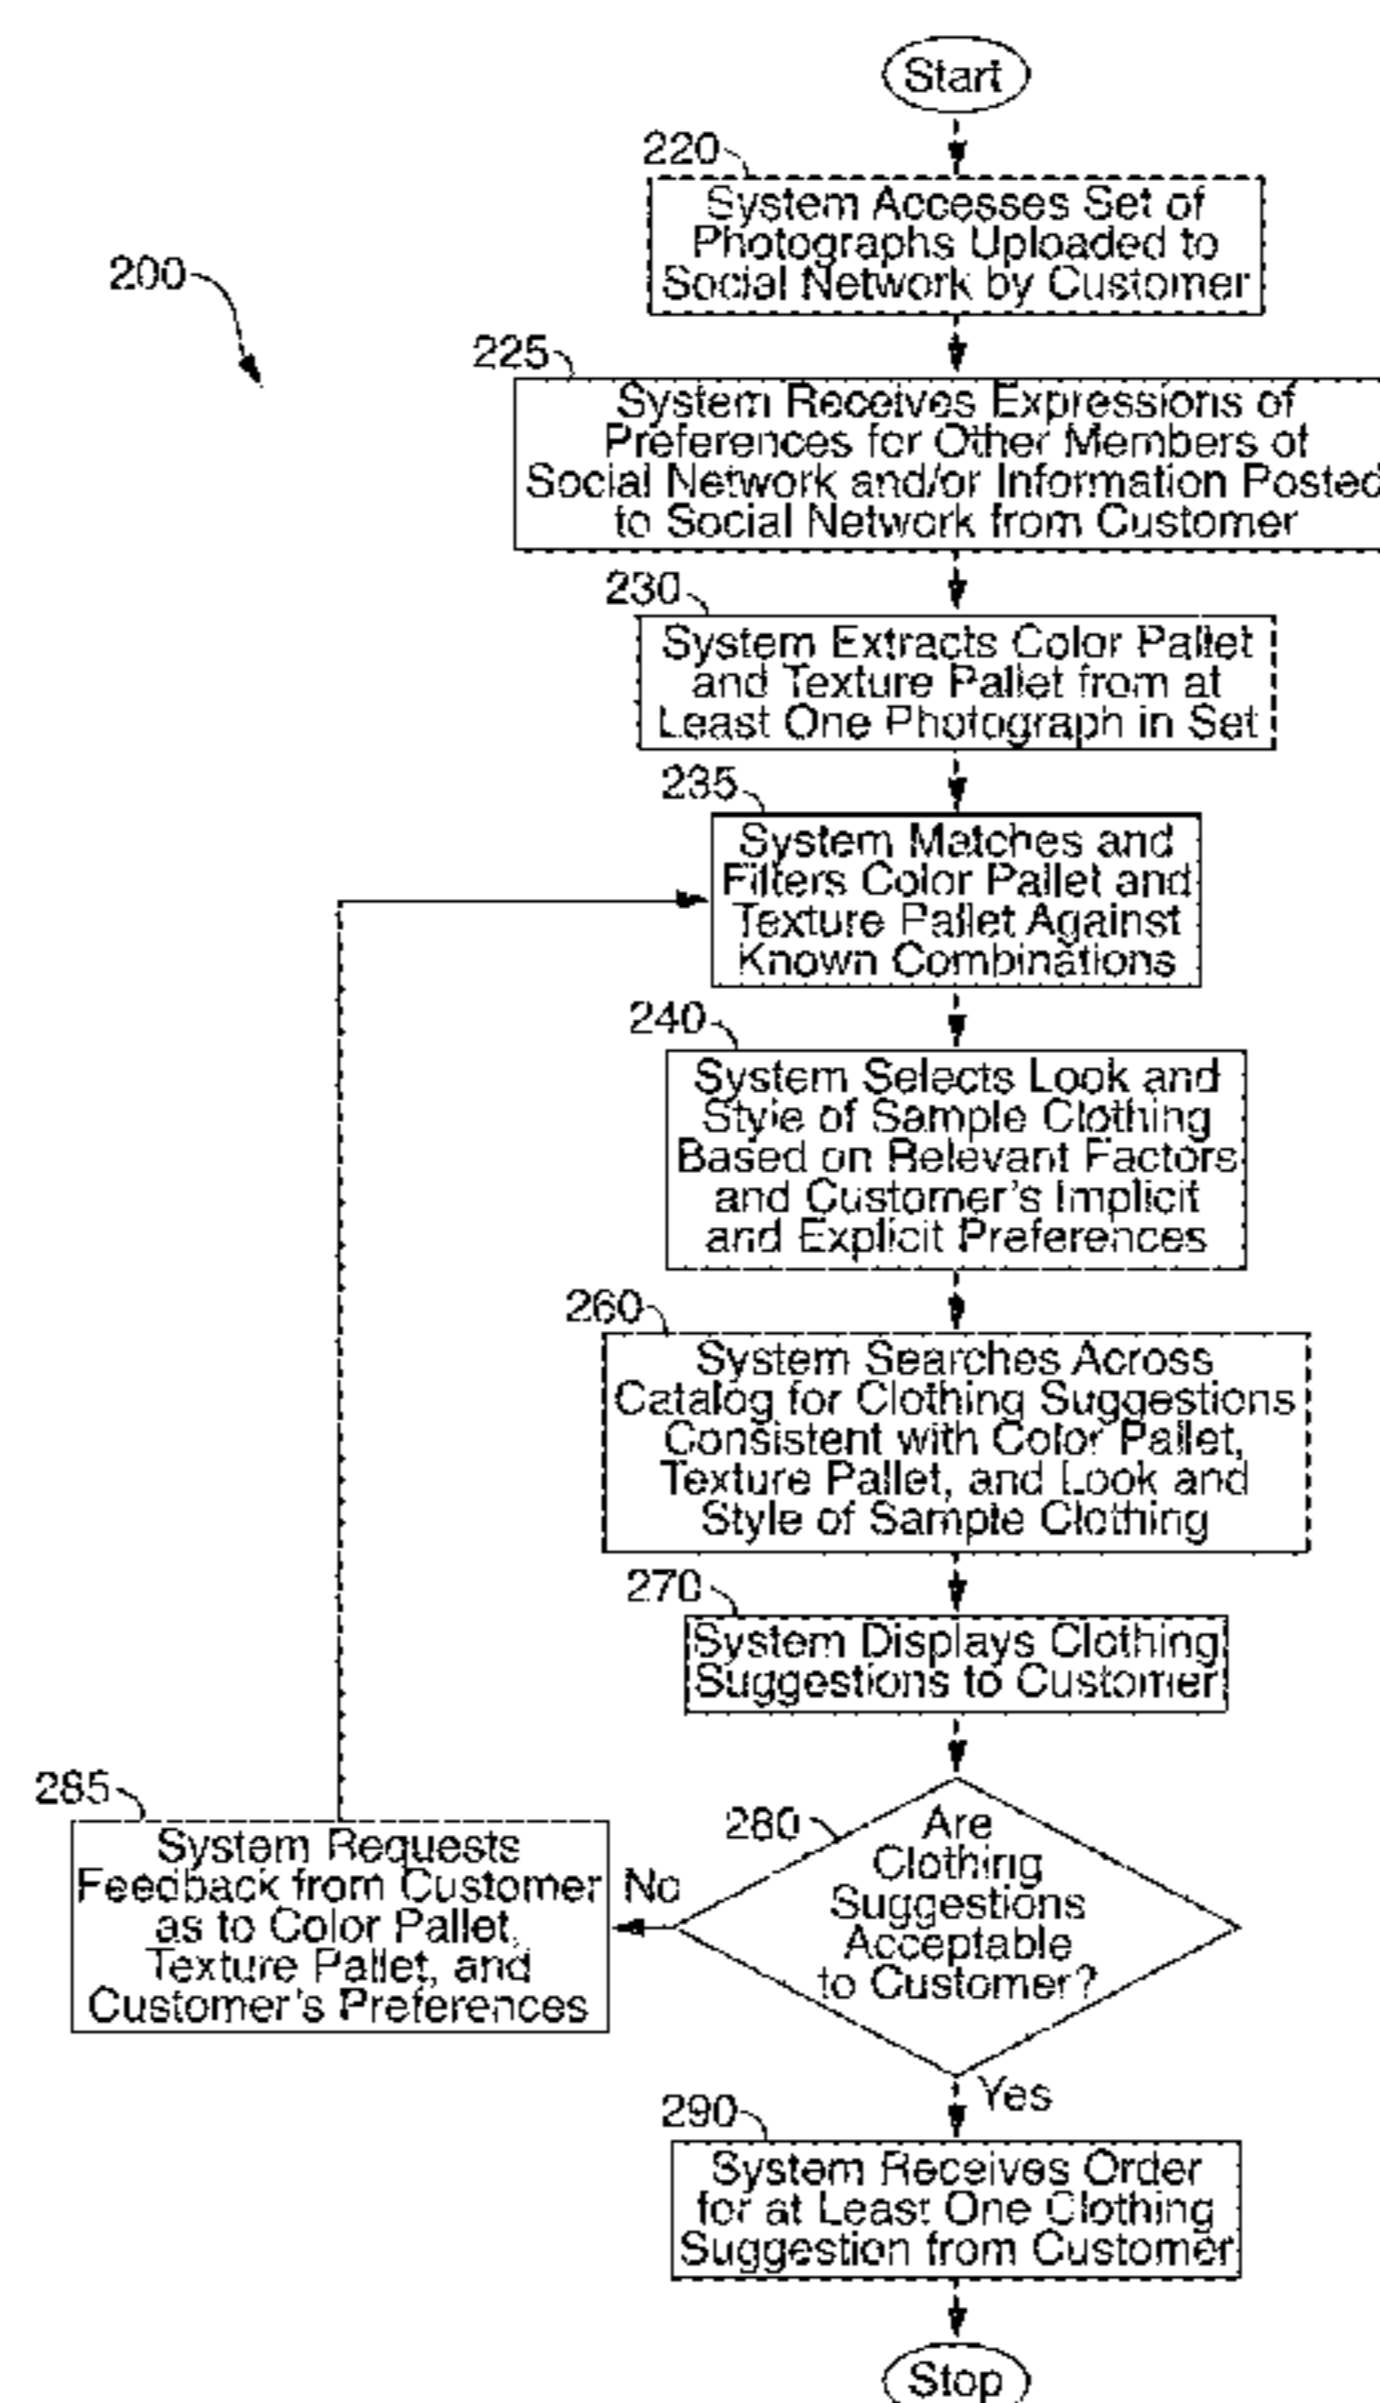 Start
220
System Accesses Set of
Photographs Uploaded to
Social Network by Customer
200
225
System Receives Expressions of
Preferences for Other Members of
Social Network and/or Information Posted
to Social Network from Customer
230
System Extracts Color Pallet
and Texture Pallet from at
Least One Photograph in Set
235
System Matches and
Filters Color Pallet and
Texture Pallet Against
Known Combinations
240
System Selects Look and
Style of Sample Clothing
Based on Relevant Factors
and Customer's Implicit
and Explicit Preferences
260
System Searches Across
Catalog for Clothing Suggestions
Consistent with Color Pallet,
Texture Pallet, and Look and
Style of Sample Clothing
270
System Displays Clothing
Suggestions to Customer
280
Are
Clothing
Suggestions
Acceptable
to Customer?
No
285
System Requests
Feedback from Customer
as to Color Pallet,
Texture Pallet, and
Customer's Preferences
Yes
290
System Receives Order
for at Least One Clothing
Suggestion from Customer
Stop